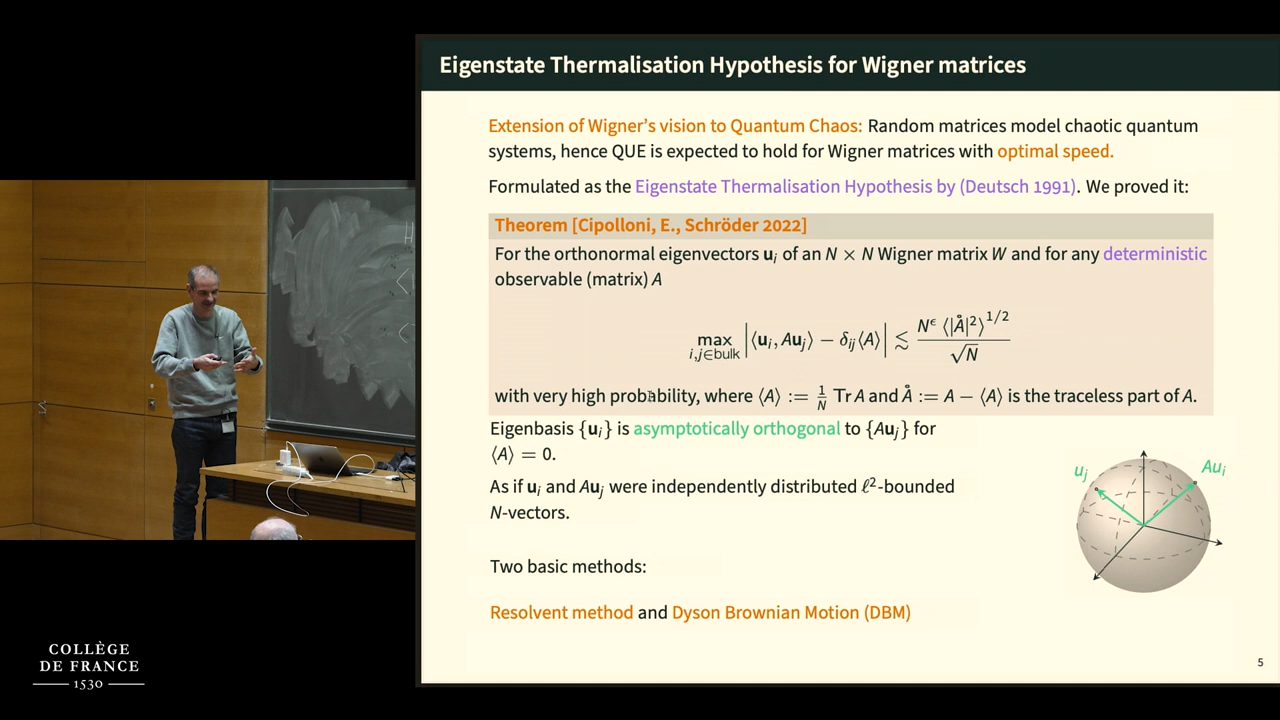 Eigenstate Thermalisation Hypothesis for Wigner matrices
Extension of Wigner's vision to Quantum Chaos: Random matrices model chaotic quantum
systems, hence QUE is expected to hold for Wigner matrices with optimal speed.
Formulated as the Eigenstate Thermalisation Hypothesis by (Deutsch 1991). We proved it:
Theorem [Cipolloni, E., Schröder 2022]
For the orthonormal eigenvectors u_i of an N × N Wigner matrix W and for any deterministic
observable (matrix) A
max_{i,j∈bulk} |⟨u_i, Au_j⟩ − δ_{ij}⟨A⟩| ≲ N^ϵ ⟨|Å|²⟩^{1/2} / √N
with very high probability, where ⟨A⟩ := 1/N Tr A and Å := A − ⟨A⟩ is the traceless part of A.
Eigenbasis {u_i} is asymptotically orthogonal to {Au_j} for
⟨A⟩ = 0.
As if u_i and Au_j were independently distributed ℓ²-bounded
N-vectors.
u_j
Au_i
Two basic methods:
Resolvent method and Dyson Brownian Motion (DBM)
5
COLLÈGE
DE FRANCE
1530